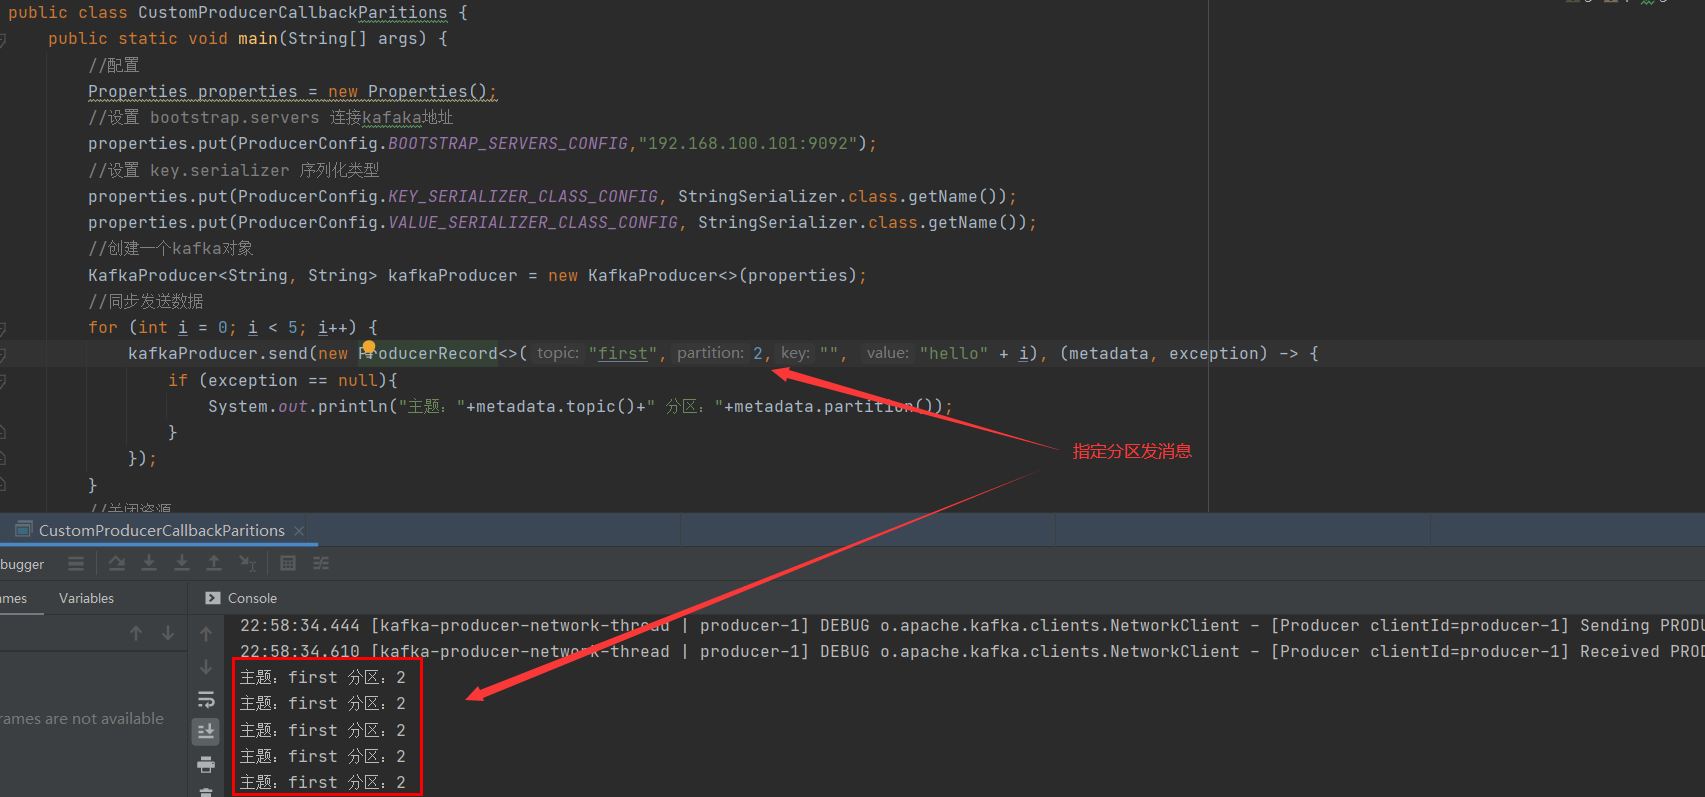 public class CustomProducerCallbackParitions {
public static void main(String[] args) {
//配置
Properties properties = new Properties();
//设置 bootstrap.servers 连接kafaka地址
properties.put(ProducerConfig.BOOTSTRAP_SERVERS_CONFIG,"192.168.100.101:9092");
//设置 key.serializer 序列化类型
properties.put(ProducerConfig.KEY_SERIALIZER_CLASS_CONFIG, StringSerializer.class.getName());
properties.put(ProducerConfig.VALUE_SERIALIZER_CLASS_CONFIG, StringSerializer.class.getName());
//创建一个kafka对象
KafkaProducer<String, String> kafkaProducer = new KafkaProducer<>(properties);
//同步发送数据
for (int i = 0; i < 5; i++) {
kafkaProducer.send(new ProducerRecord<>( topic: "first", partition: 2, key: "", value: "hello" + i), (metadata, exception) -> {
if (exception == null){
System.out.println("主题："+metadata.topic()+" 分区："+metadata.partition());
}
});
指定分区发消息
}
//关闭资源
CustomProducerCallbackParitions ×
bugger
mes
Variables
Console
22:58:34.444 [kafka-producer-network-thread | producer-1] DEBUG o.apache.kafka.clients.NetworkClient - [Producer clientId=producer-1] Sending PRODU
22:58:34.610 [kafka-producer-network-thread | producer-1] DEBUG o.apache.kafka.clients.NetworkClient - [Producer clientId=producer-1] Received PROD
主题：first 分区：2
主题：first 分区：2
rames are not available
主题：first 分区：2
主题：first 分区：2
主题：first 分区：2